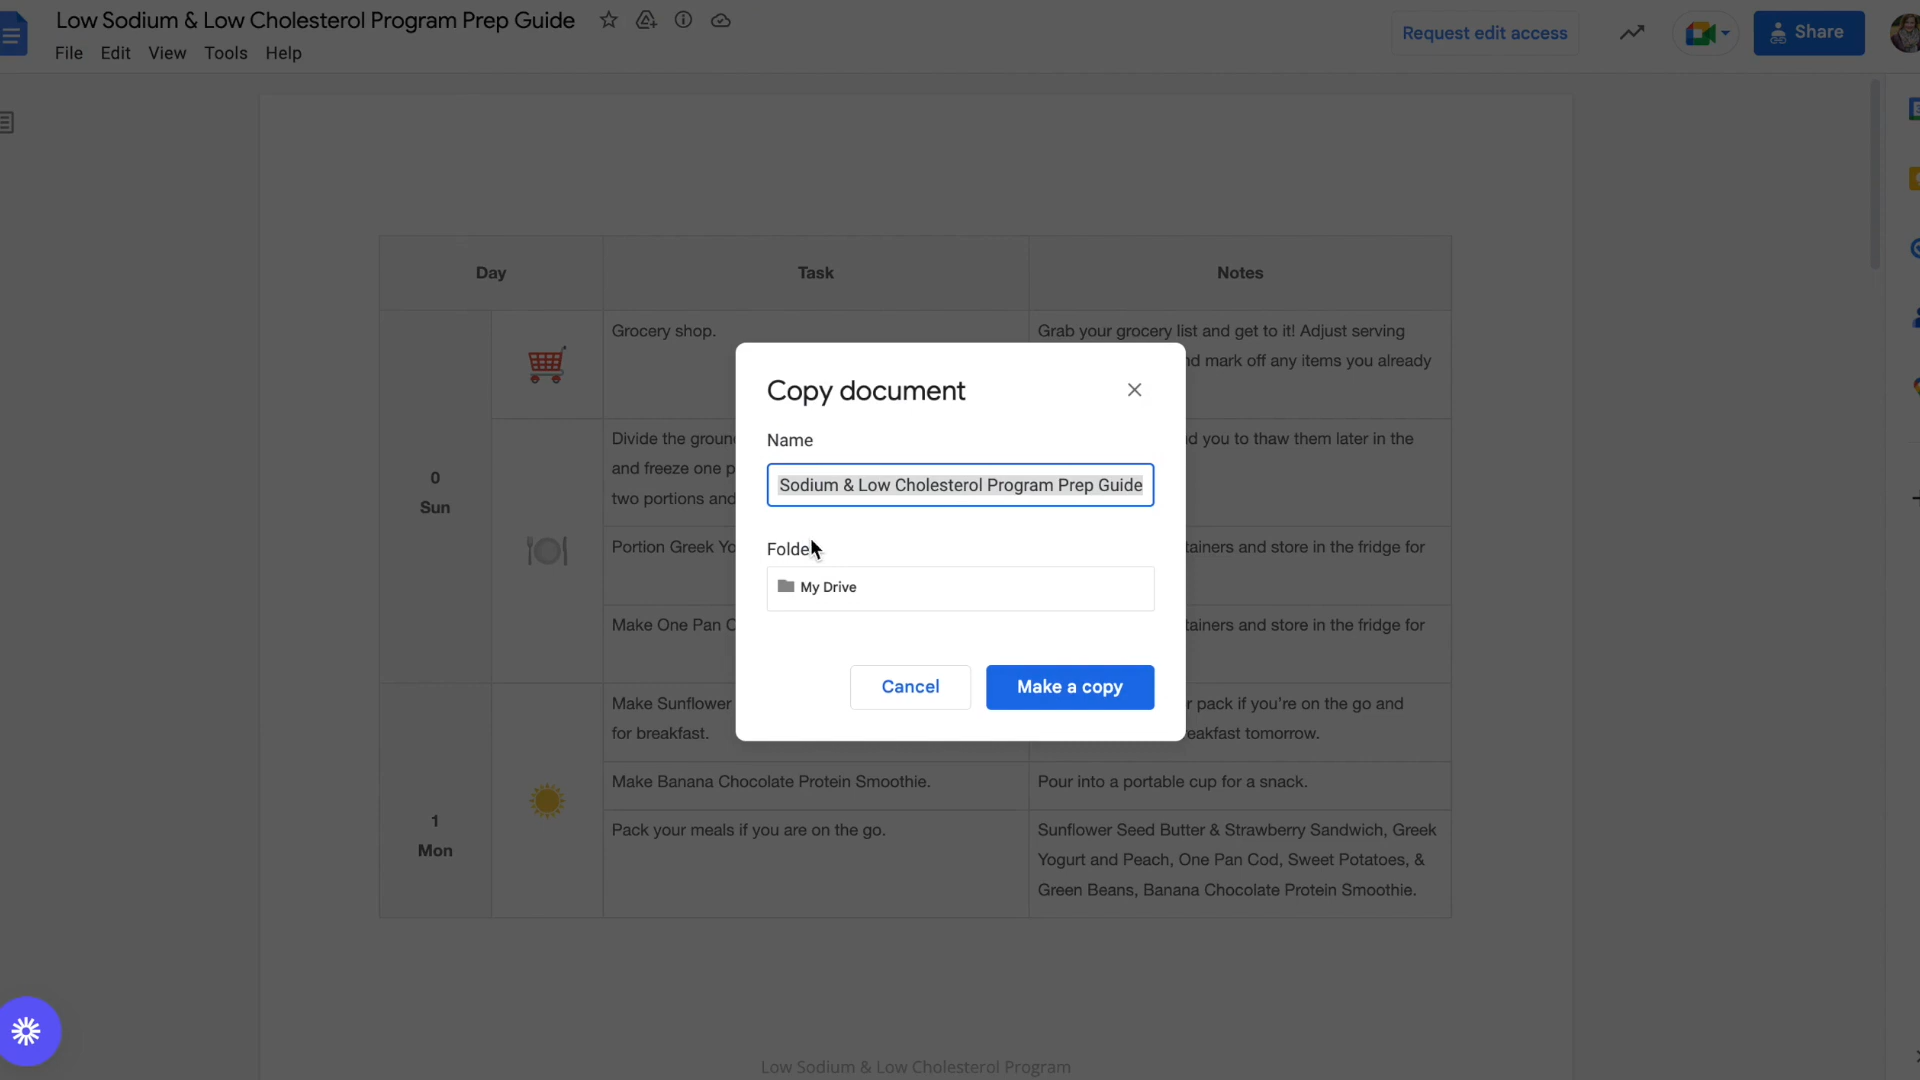 Low Sodium & Low Cholesterol Program Prep Guide
File Edit View Tools Help
Request edit access
Share
Day Task Notes
0
Sun
Grocery shop.
Grab your grocery list and get to it! Adjust serving
nd mark off any items you already
Divide the groun
and freeze one p
two portions and
d you to thaw them later in the
Portion Greek Yo
tainers and store in the fridge for
Make One Pan C
tainers and store in the fridge for
1
Mon
Make Sunflower
for breakfast.
r pack if you're on the go and
eakfast tomorrow.
Make Banana Chocolate Protein Smoothie.
Pour into a portable cup for a snack.
Pack your meals if you are on the go.
Sunflower Seed Butter & Strawberry Sandwich, Greek
Yogurt and Peach, One Pan Cod, Sweet Potatoes, &
Green Beans, Banana Chocolate Protein Smoothie.
Copy document
Name
Sodium & Low Cholesterol Program Prep Guide
Folde
My Drive
Cancel
Make a copy
Low Sodium & Low Cholesterol Program